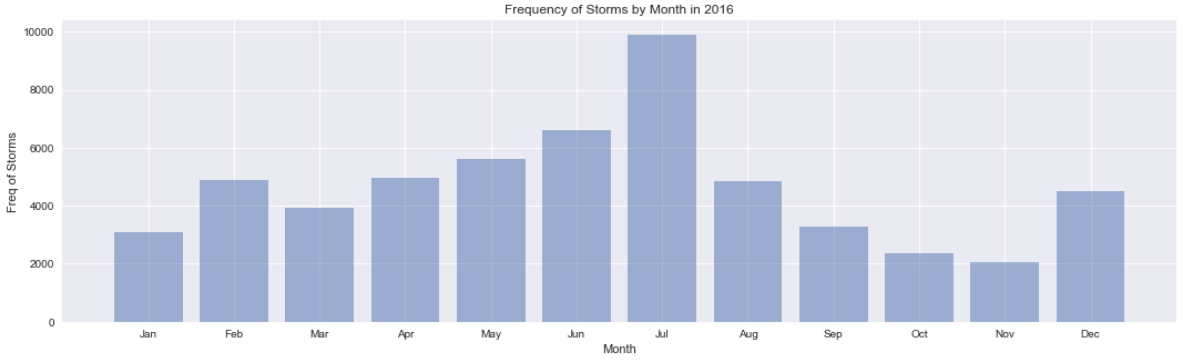 Frequency of Storms by Month in 2016
Freq of Storms
10000
8000
6000
4000
2000
0
Jan Feb Mar Apr May Jun Jul Aug Sep Oct Nov Dec
Month